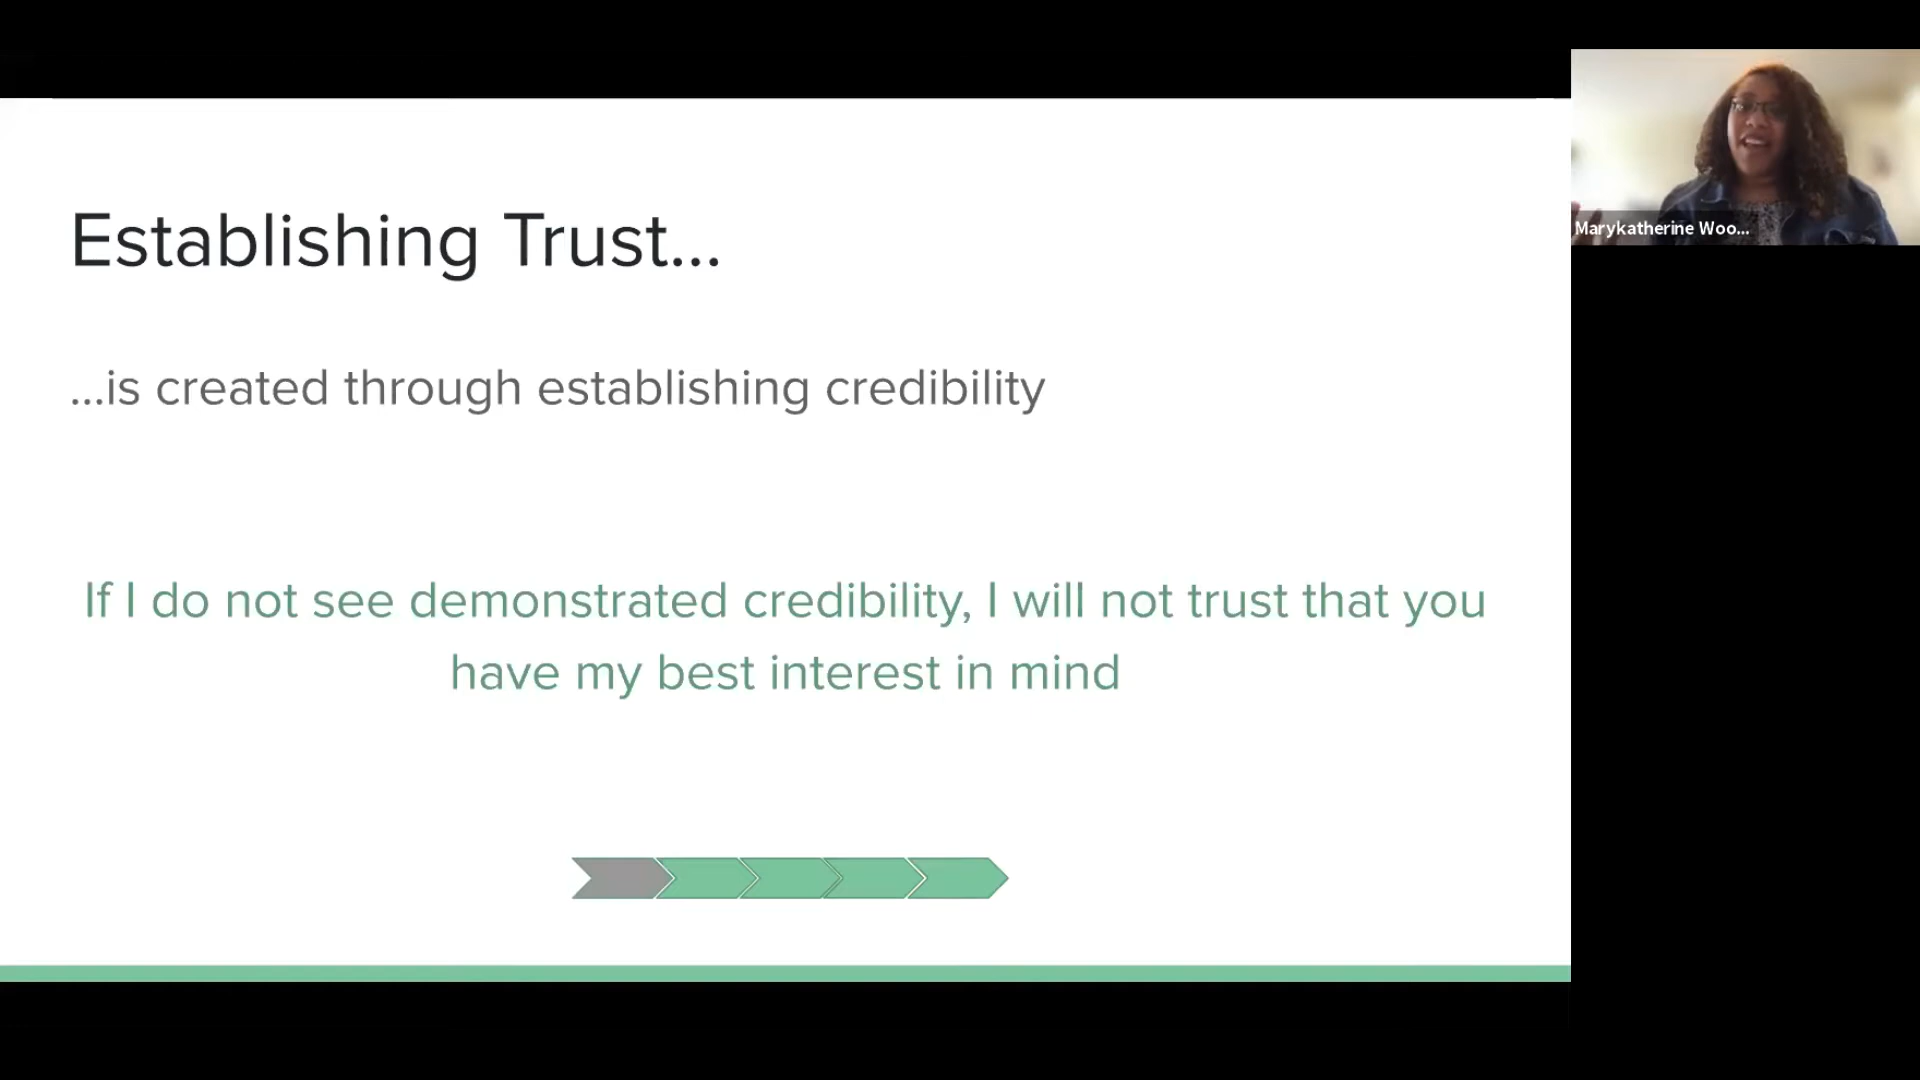 Establishing Trust...
...is created through establishing credibility
If I do not see demonstrated credibility, I will not trust that you
have my best interest in mind
Marykatherine Woo...